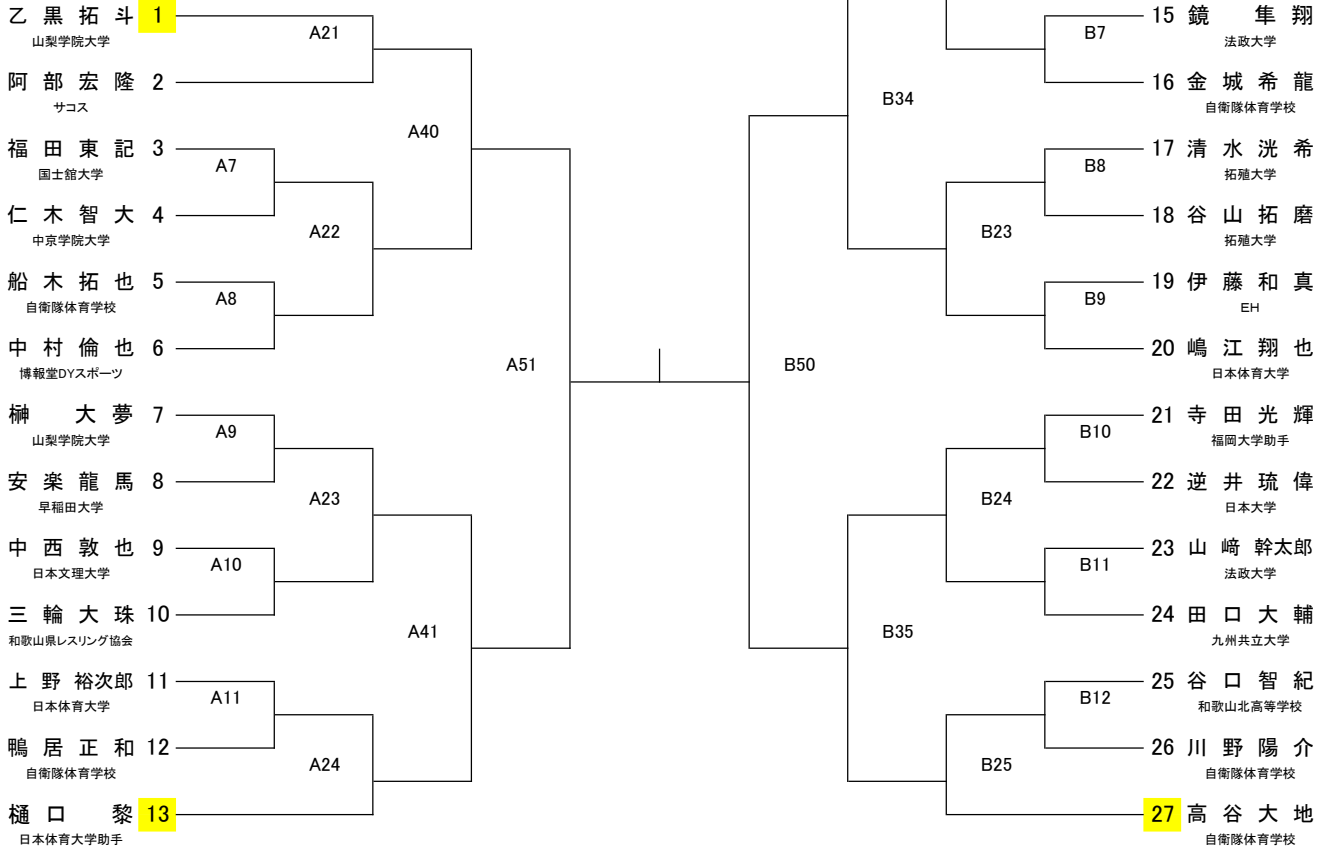 乙 黒 拓 斗 1
山梨学院大学
A21
阿 部 宏 隆 2
サコス
A40
福 田 東 記 3
国士舘大学
A7
仁 木 智 大 4
中京学院大学
A22
船 木 拓 也 5
自衛隊体育学校
A8
中 村 倫 也 6
博報堂DYスポーツ
A51
榊 大 夢 7
山梨学院大学
A9
安 楽 龍 馬 8
早稲田大学
A23
中 西 敦 也 9
日本文理大学
A10
三 輪 大 珠 10
和歌山県レスリング協会
A41
上 野 裕次郎 11
日本体育大学
A11
鴨 居 正 和 12
自衛隊体育学校
A24
樋 口 黎 13
日本体育大学助手
15 鏡 隼 翔
法政大学
B7
16 金 城 希 龍
自衛隊体育学校
B34
17 清 水 洸 希
拓殖大学
B8
18 谷 山 拓 磨
拓殖大学
B23
19 伊 藤 和 真
EH
B9
20 嶋 江 翔 也
日本体育大学
B50
21 寺 田 光 輝
福岡大学助手
B10
22 逆 井 琉 偉
日本大学
B24
23 山 﨑 幹太郎
法政大学
B11
24 田 口 大 輔
九州共立大学
B35
25 谷 口 智 紀
和歌山北高等学校
B12
26 川 野 陽 介
自衛隊体育学校
B25
27 高 谷 大 地
自衛隊体育学校